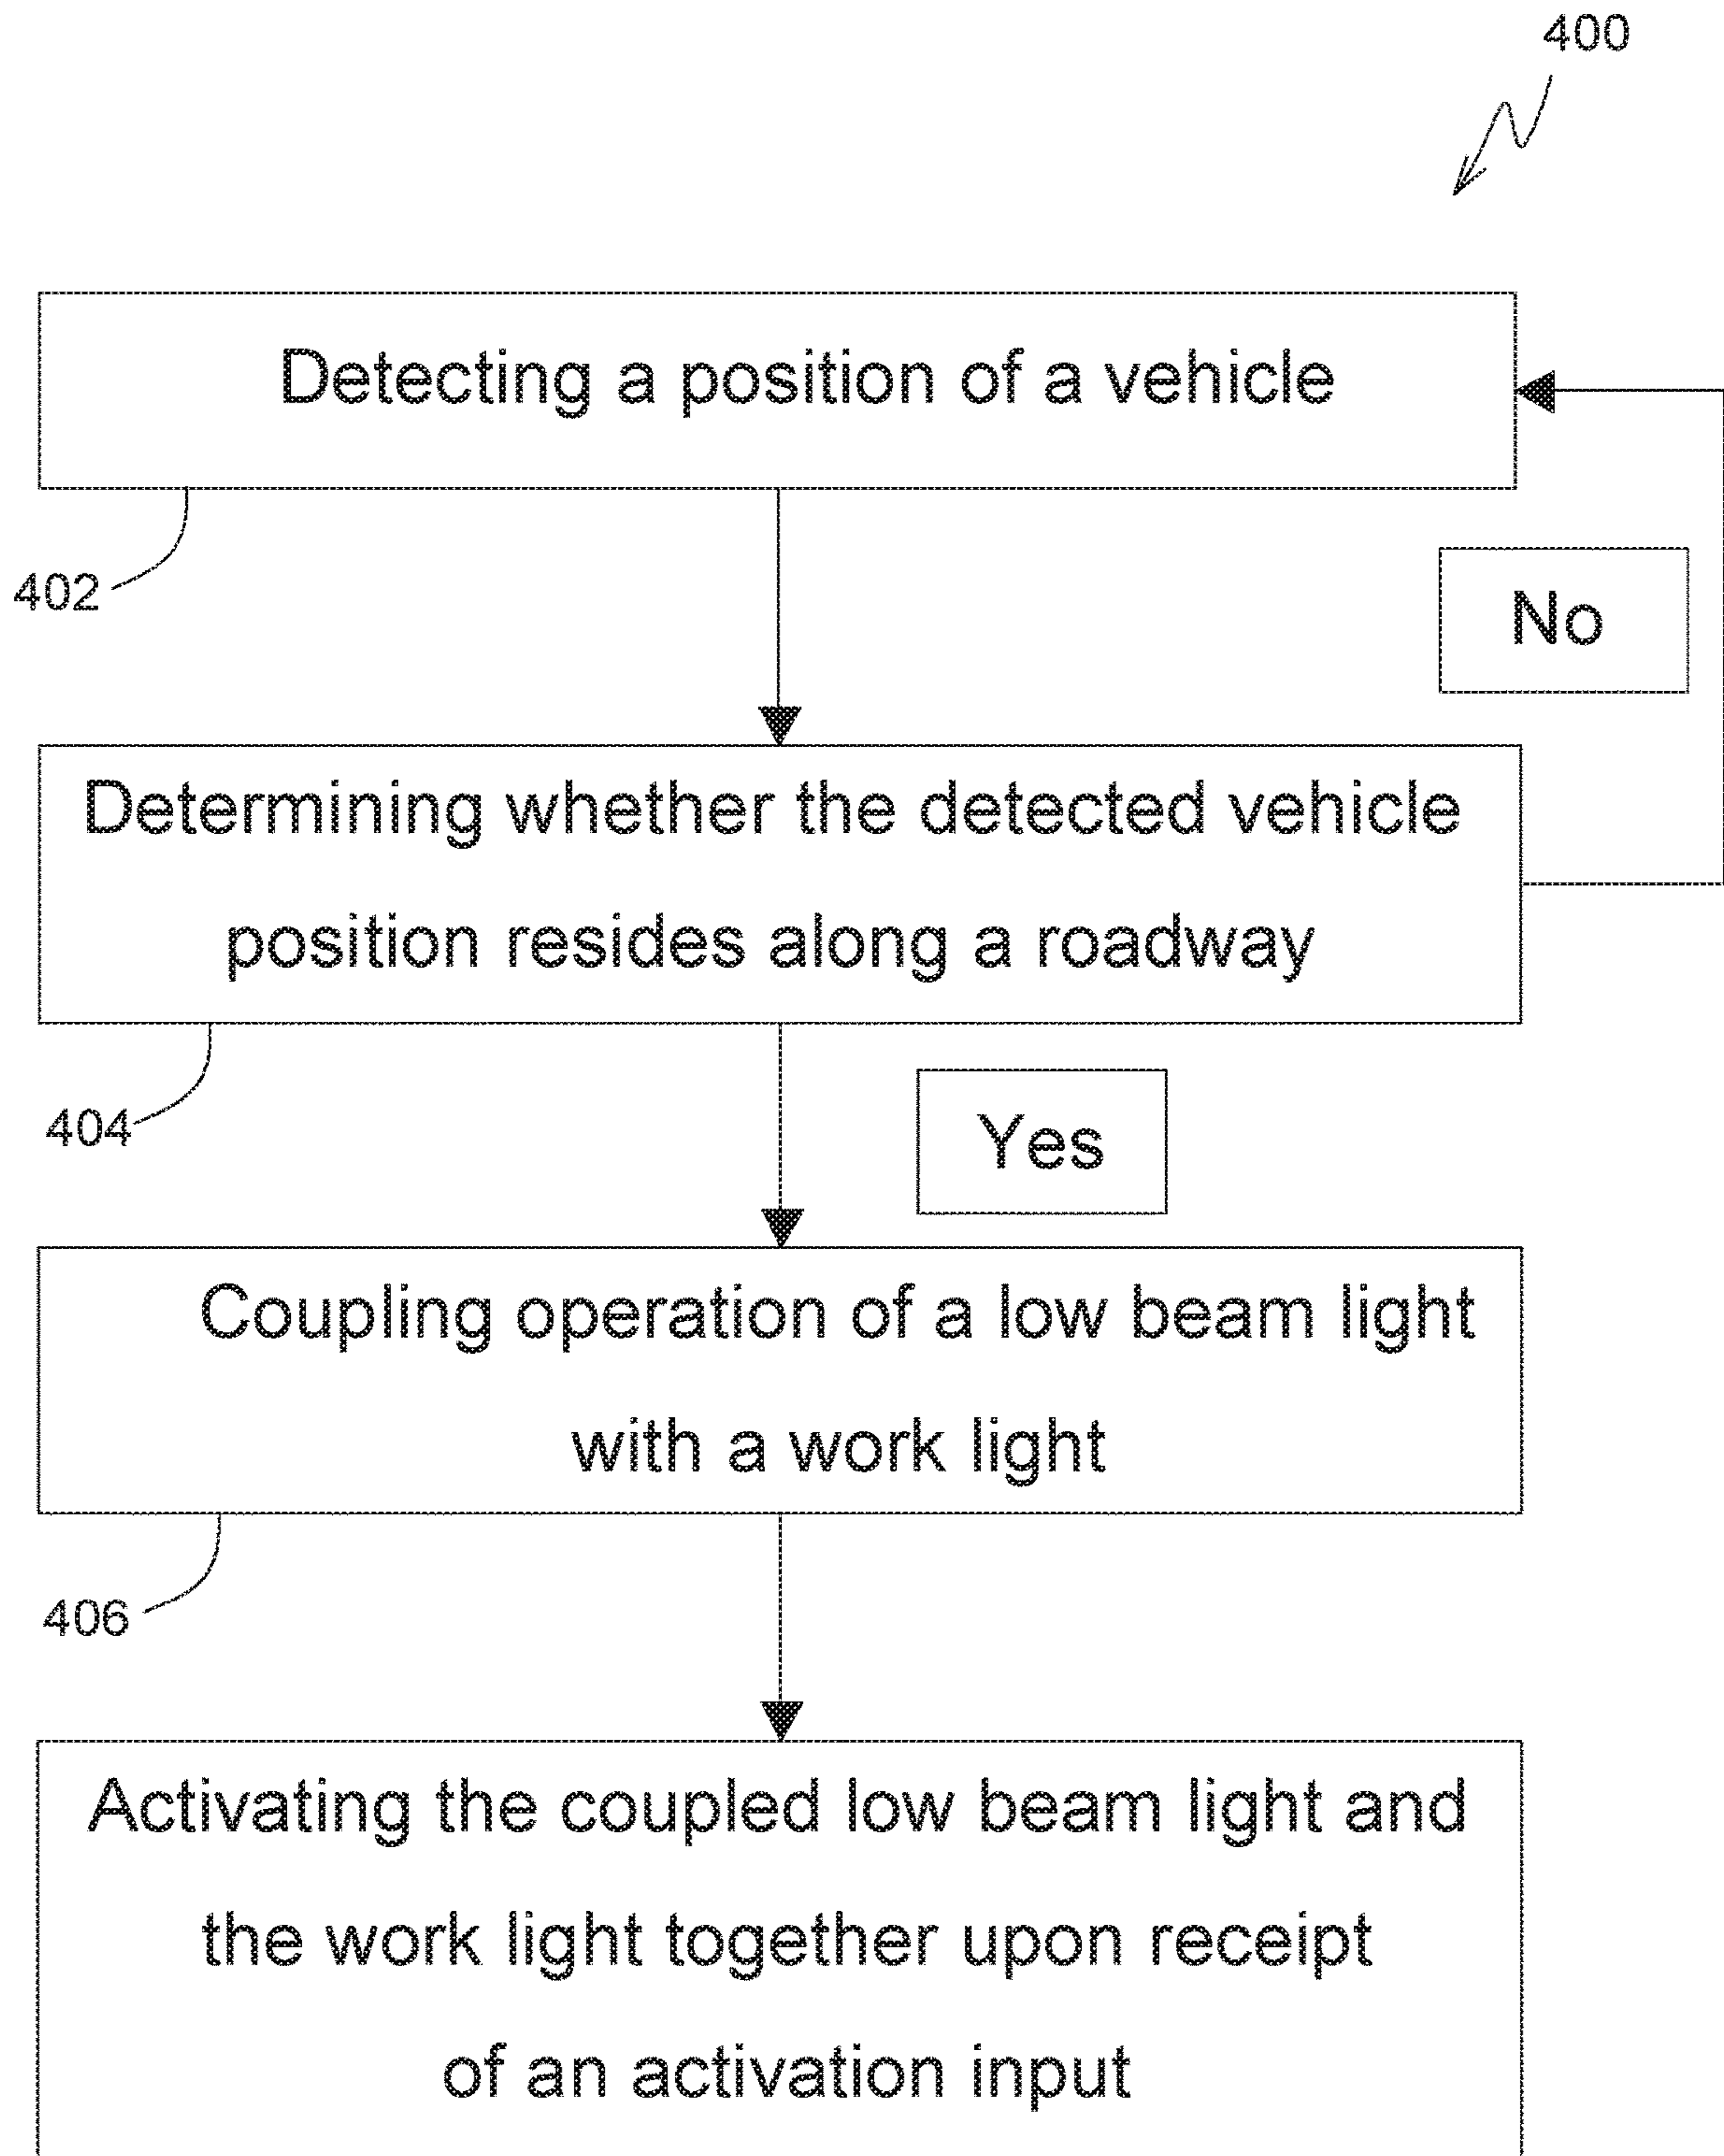 400
Detecting a position of a vehicle
402
No
Determining whether the detected vehicle
position resides along a roadway
404
Yes
Coupling operation of a low beam light
with a work light
406
Activating the coupled low beam light and
the work light together upon receipt
of an activation input